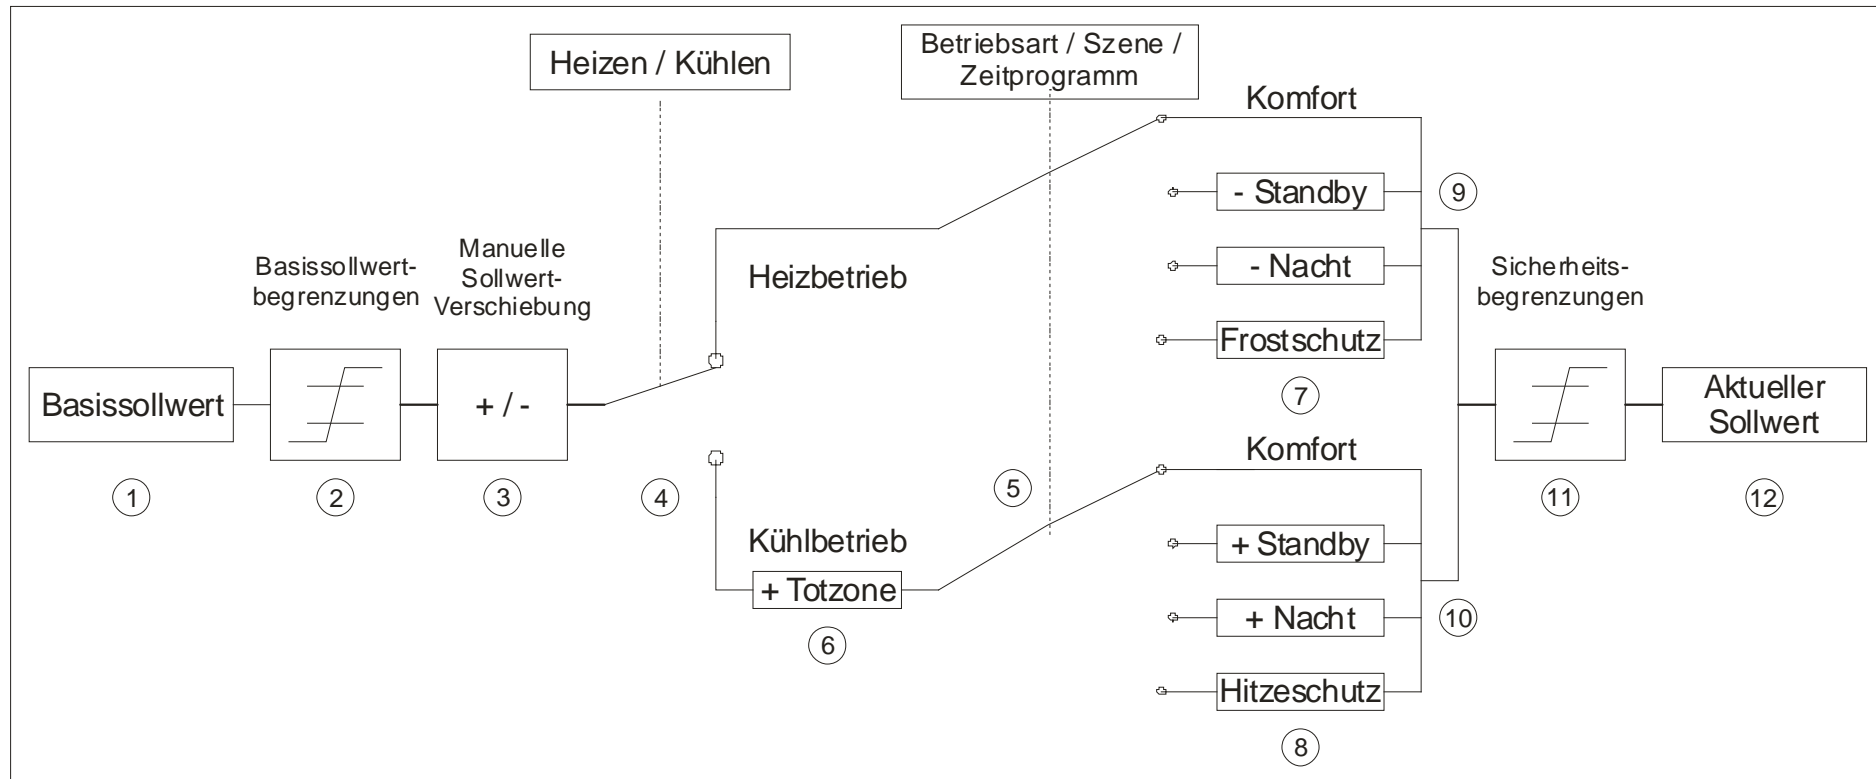 Heizen / Kühlen
Betriebsart / Szene /
Zeitprogramm
Komfort
- Standby
9
- Nacht
Frostschutz
7
Basissollwert-
begrenzungen
Manuelle
Sollwert-
Verschiebung
Heizbetrieb
Sicherheits-
begrenzungen
Basissollwert
+ / -
Aktueller
Sollwert
1
2
3
4
5
11
12
Komfort
Kühlbetrieb
+ Totzone
6
+ Standby
+ Nacht
10
Hitzeschutz
8